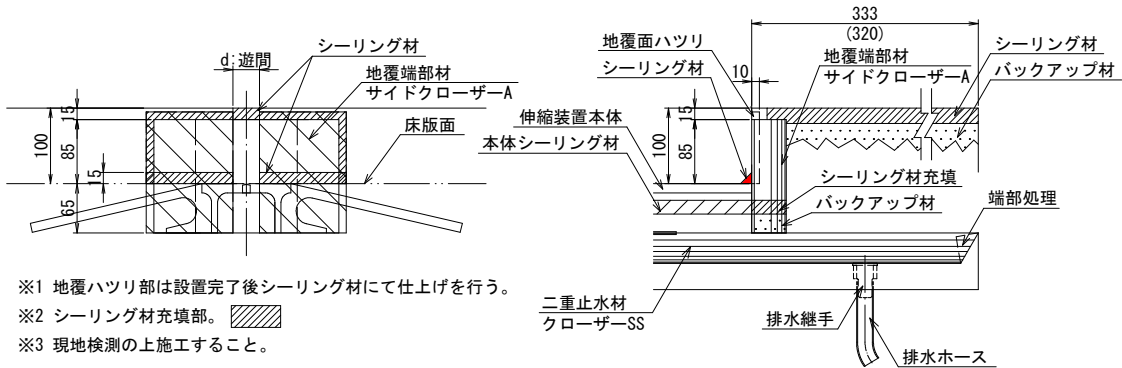 シーリング材
d:遊間
地覆端部材
サイドクローザーA
床版面
15
100
85
15
65
※1 地覆ハツリ部は設置完了後シーリング材にて仕上げを行う。
※2 シーリング材充填部。
※3 現地検測の上施工すること。
333
(320)
地覆面ハツリ
シーリング材
10
地覆端部材
サイドクローザーA
シーリング材
バックアップ材
15
100
85
伸縮装置本体
本体シーリング材
シーリング材充填
バックアップ材
端部処理
二重止水材
クローザーSS
排水継手
排水ホース